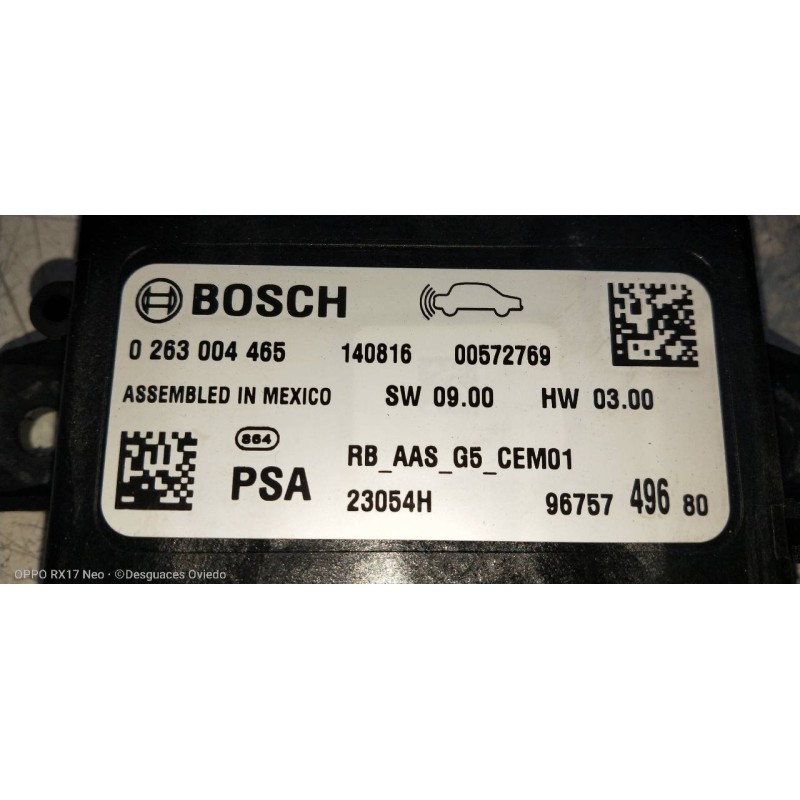 BOSCH
0 263 004 465 140816 00572769
ASSEMBLED IN MEXICO SW 09.00 HW 03.00
864
PSA
RB_AAS_G5_CEM01
23054H 96757 496 80
OPPO RX17 Neo · ©Desguaces Oviedo